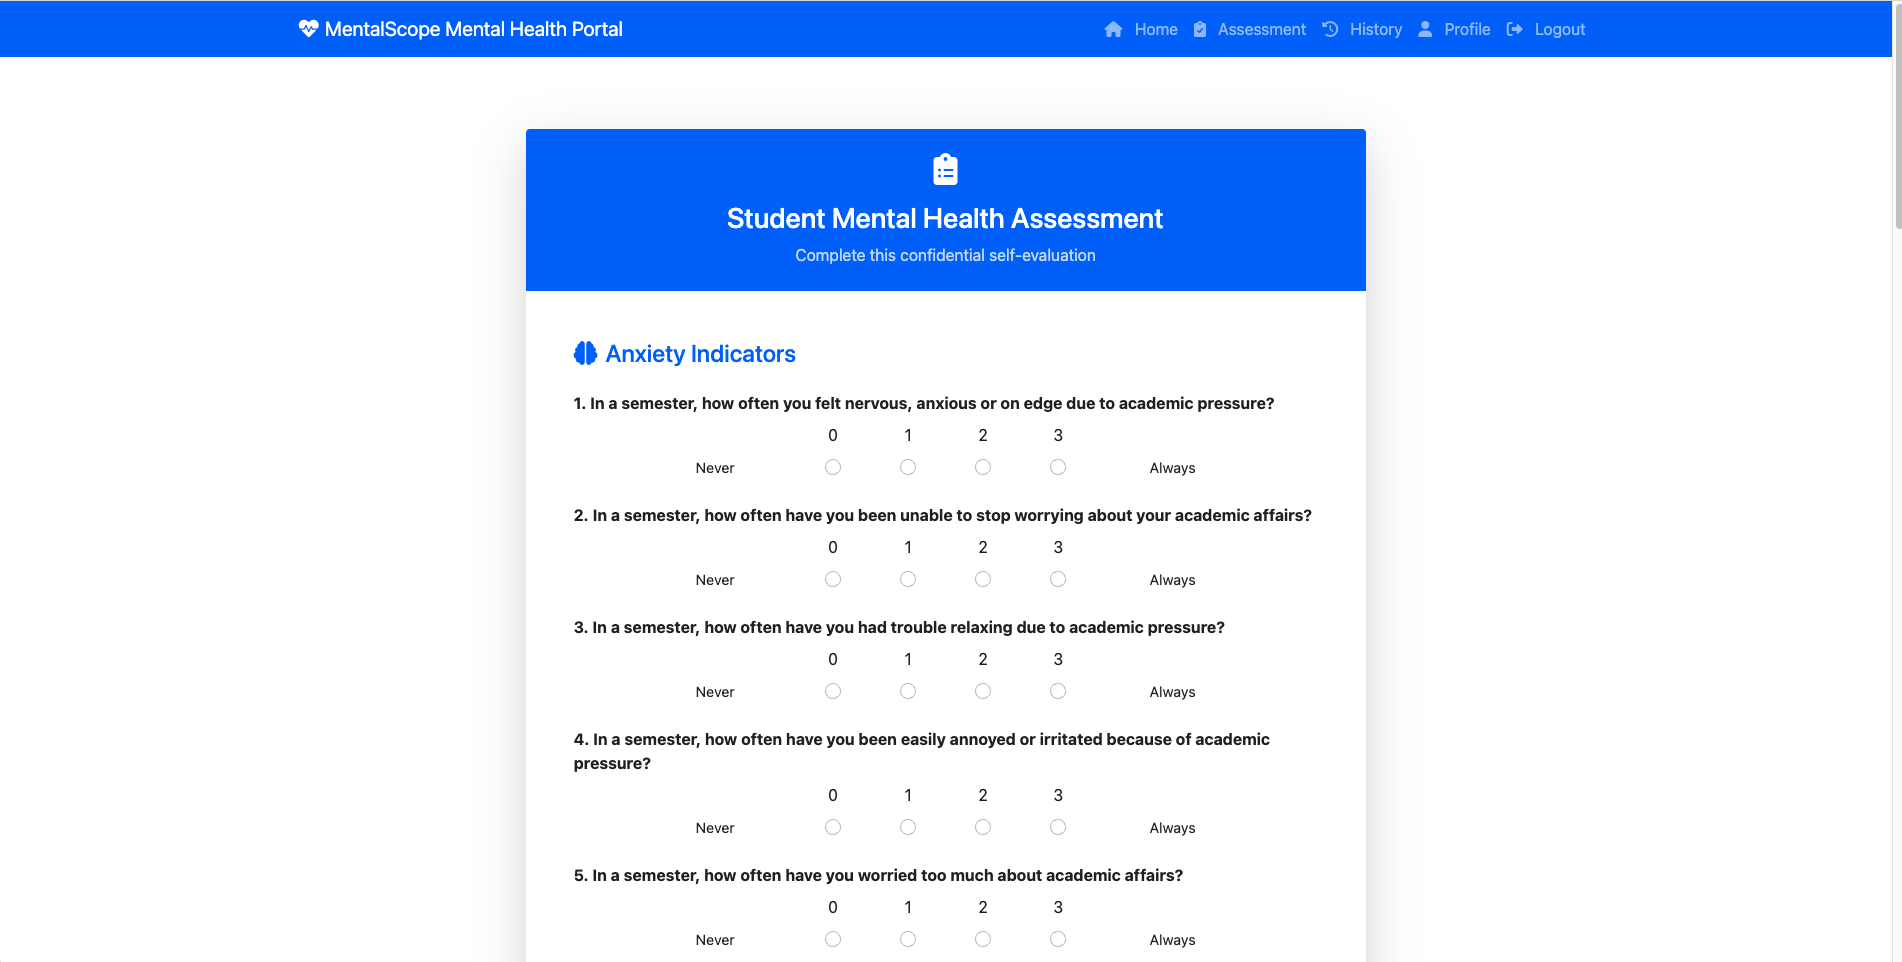 MentalScope Mental Health Portal
Home Assessment History Profile Logout
Student Mental Health Assessment
Complete this confidential self-evaluation
Anxiety Indicators
1. In a semester, how often you felt nervous, anxious or on edge due to academic pressure?
0 1 2 3
Never Always
2. In a semester, how often have you been unable to stop worrying about your academic affairs?
0 1 2 3
Never Always
3. In a semester, how often have you had trouble relaxing due to academic pressure?
0 1 2 3
Never Always
4. In a semester, how often have you been easily annoyed or irritated because of academic
pressure?
0 1 2 3
Never Always
5. In a semester, how often have you worried too much about academic affairs?
0 1 2 3
Never Always